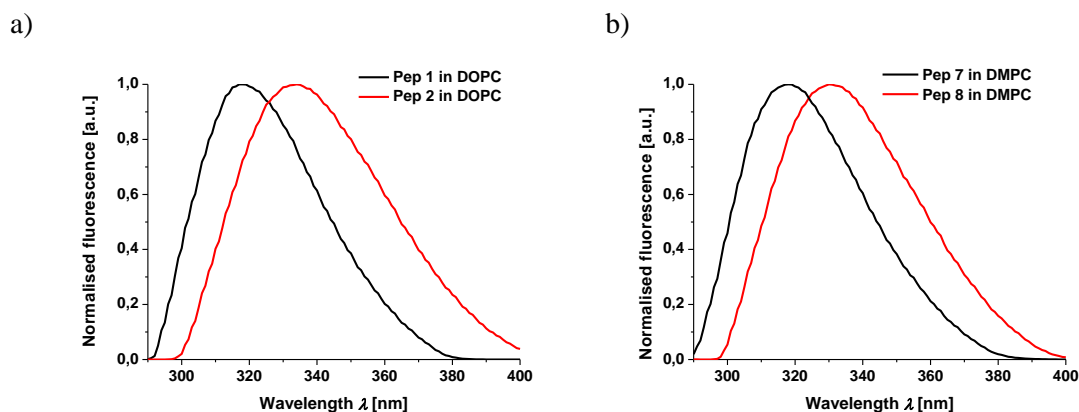 a)
b)
Pep 1 in DOPC
Pep 2 in DOPC
Normalised fluorescence [a.u.]
1,0
0,8
0,6
0,4
0,2
0,0
300 320 340 360 380 400
Wavelength λ [nm]
Pep 7 in DMPC
Pep 8 in DMPC
Normalised fluorescence [a.u.]
1,0
0,8
0,6
0,4
0,2
0,0
300 320 340 360 380 400
Wavelength λ [nm]